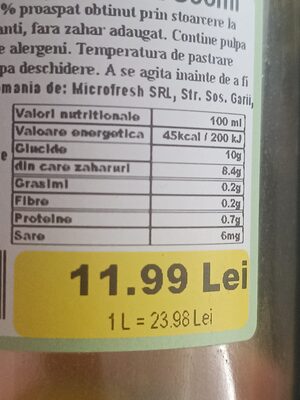 % proaspat obtinut prin stoarcere la
anti, fara zahar adaugat. Contine pulpa
e alergeni. Temperatura de pastrare
pa deschidere. A se agita inainte de a fi
omania de: Microfresh SRL, Str. Sos. Garii,
Valori nutritionale 100 ml
Valoare energetica 45kcal / 200 kJ
Glucide 10g
din care zaharuri 8.4g
Grasimi 0.2g
Fibre 0.2g
Proteine 0.7g
Sare 6mg
11.99 Lei
1 L = 23.98 Lei